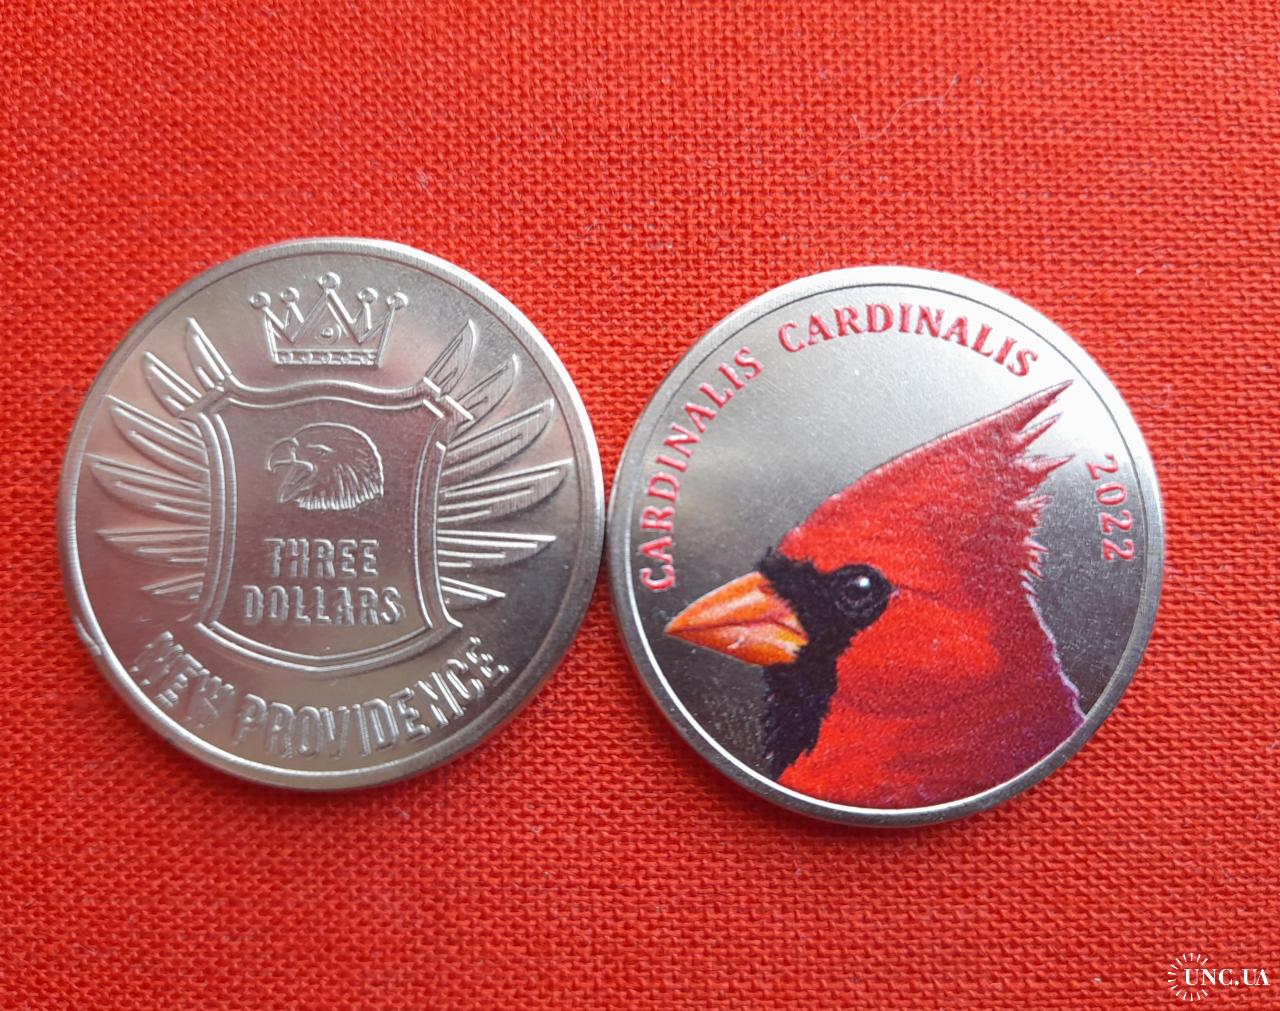 THREE
DOLLARS
NEW PROVIDENCE
CARDINALIS CARDINALIS
2022
UNC.UA